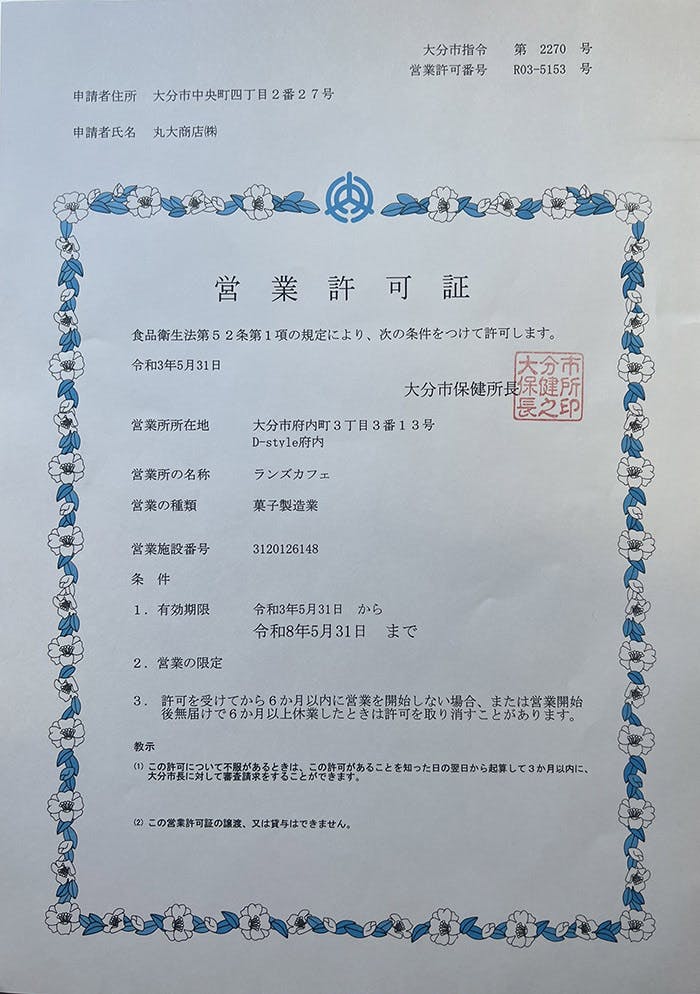 大分市指令　第　2270　号
営業許可番号　R03-5153　号
申請者住所　大分市中央町四丁目２番２７号
申請者氏名　丸大商店㈱
営業許可証
食品衛生法第５２条第１項の規定により、次の条件をつけて許可します。
令和3年5月31日
大分市保健所長
大分市保健所長之印
営業所所在地　大分市府内町３丁目３番１３号
D-style府内
営業所の名称　ランズカフェ
営業の種類　菓子製造業
営業施設番号　3120126148
条　件
１．有効期限　令和3年5月31日　から
令和8年5月31日　まで
２．営業の限定
３．許可を受けてから６か月以内に営業を開始しない場合、または営業開始
後無届けで６か月以上休業したときは許可を取り消すことがあります。
教示
⑴ この許可について不服があるときは、この許可があることを知った日の翌日から起算して３か月以内に、
大分市長に対して審査請求をすることができます。
⑵ この営業許可証の譲渡、又は貸与はできません。